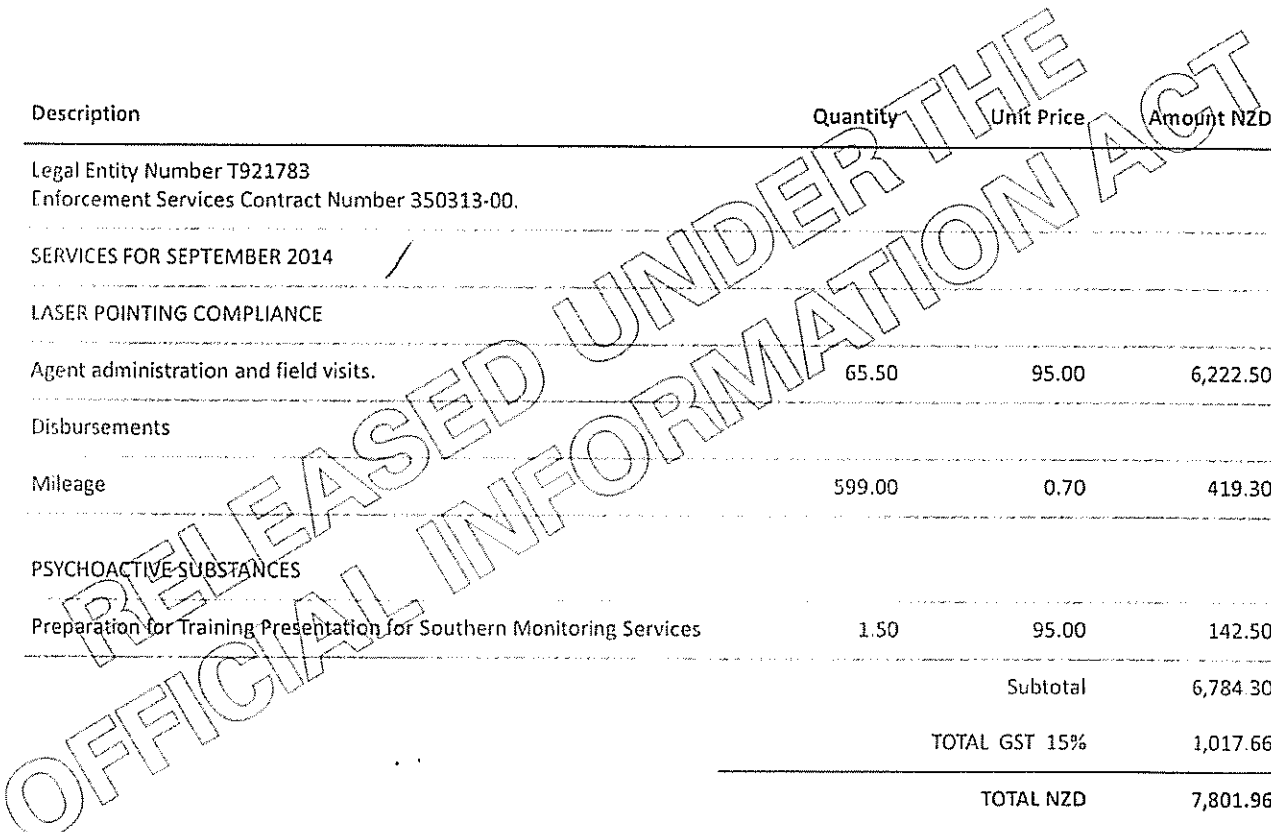 Description Quantity Unit Price Amount NZD
Legal Entity Number T921783
Enforcement Services Contract Number 350313-00.
SERVICES FOR SEPTEMBER 2014
LASER POINTING COMPLIANCE
Agent administration and field visits. 65.50 95.00 6,222.50
Disbursements
Mileage 599.00 0.70 419.30
PSYCHOACTIVE SUBSTANCES
Preparation for Training Presentation for Southern Monitoring Services 1.50 95.00 142.50
Subtotal 6,784.30
TOTAL GST 15% 1,017.66
TOTAL NZD 7,801.96
RELEASED UNDER THE
OFFICIAL INFORMATION ACT